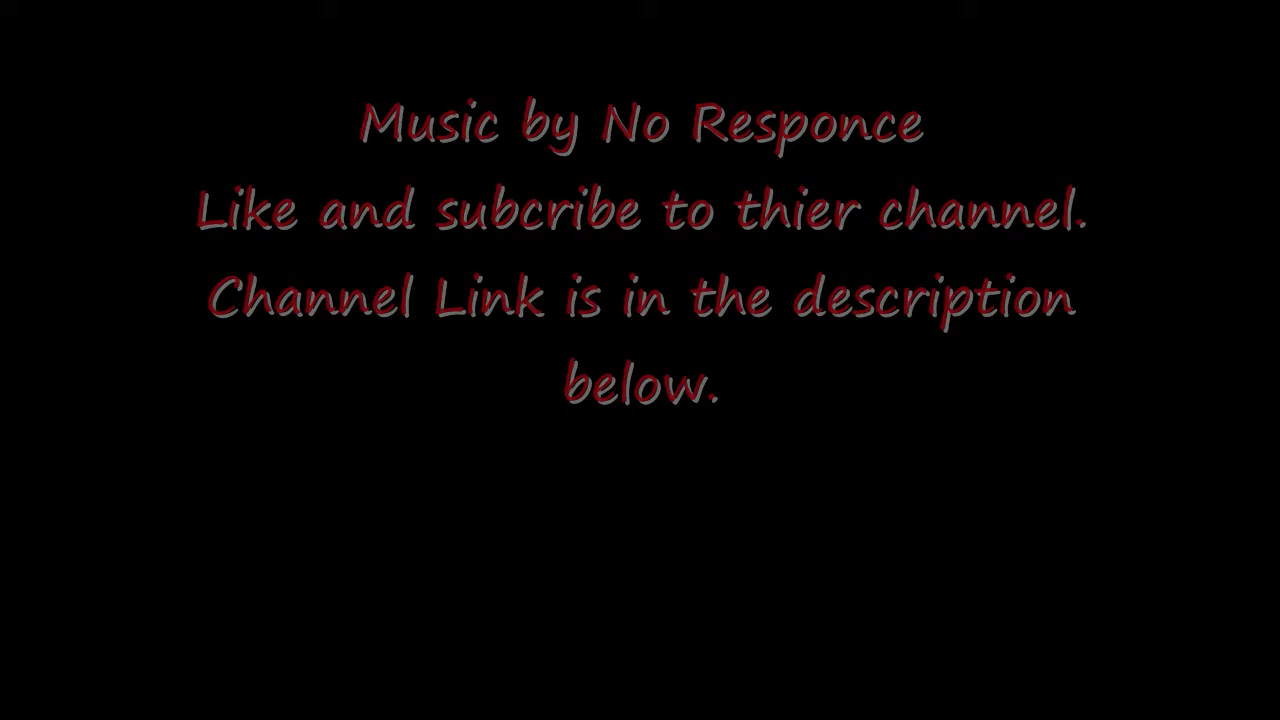 Music by No Responce
Like and subcribe to thier channel.
Channel Link is in the description
below.